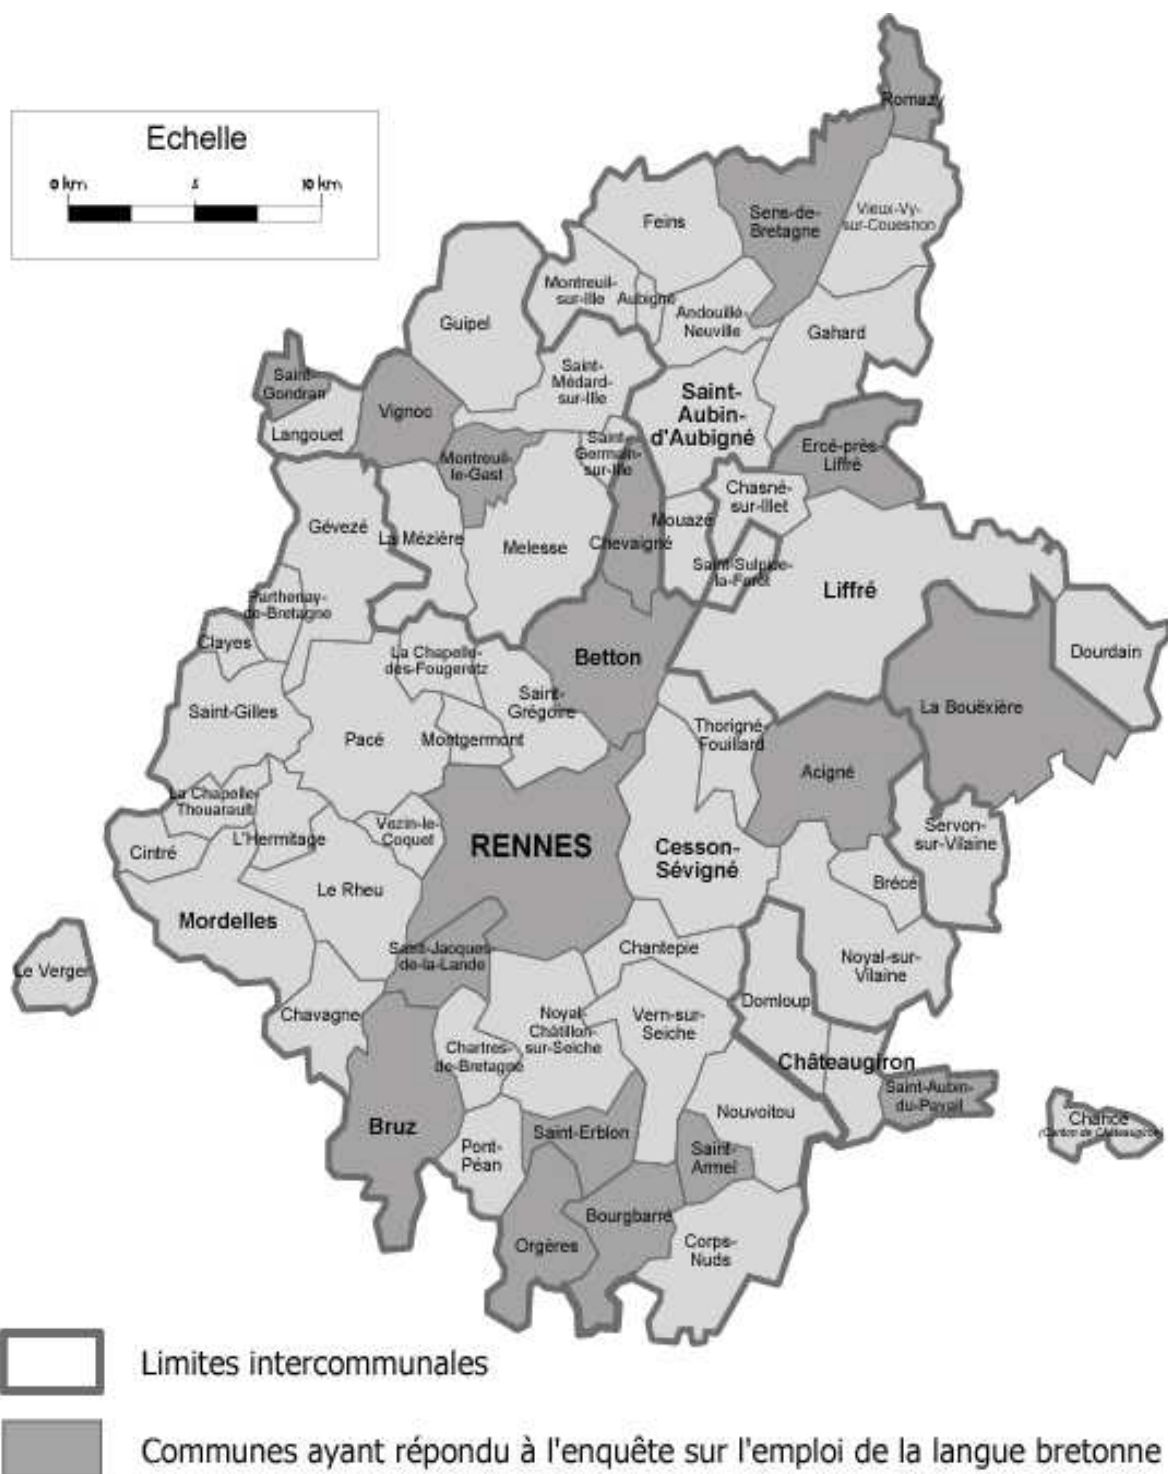 Echelle
0 km 5 10 km
Romazy
Feins
Sens-de-
Bretagne
Vieux-Vy-
sur-Couesnon
Montreuil-
sur-Ille
Aubigné
Andouillé-
Neuville
Guipel
Gahard
Saint-
Gondran
Saint-
Médard-
sur-Ille
Saint-
Aubin-
d'Aubigné
Vignoc
Langouet
Montreuil-
le-Gast
Saint-
Germain-
sur-Ille
Ercé-près-
Liffré
Chasné-
sur-Illet
Gévezé
La Mézière
Melesse
Chevaigné
Mouazé
Saint-Sulpice-
la-Forêt
Liffré
Parthenay-
de-Bretagne
Clayes
La Chapelle-
des-Fougeretz
Betton
Dourdain
Saint-Gilles
Pacé
Montgermont
Saint-
Grégoire
Thorigné-
Fouillard
La Bouëxière
Acigné
La Chapelle-
Thouarault
L'Hermitage
Vezin-le-
Coquet
RENNES
Cesson-
Sévigné
Servon-
sur-Vilaine
Cintré
Le Rheu
Brécé
Mordelles
Saint-Jacques-
de-la-Lande
Chantepie
Noyal-sur-
Vilaine
Le Verger
Chavagne
Noyal-
Châtillon-
sur-Seiche
Vern-sur-
Seiche
Domloup
Chartres-
de-Bretagne
Châteaugiron
Saint-Aubin-
du-Pavail
Nouvoitou
Chancé
(Canton de Châteaugiron)
Bruz
Pont-
Péan
Saint-Erblon
Saint-
Armel
Bourgbarré
Orgères
Corps-
Nuds
Limites intercommunales
Communes ayant répondu à l'enquête sur l'emploi de la langue bretonne